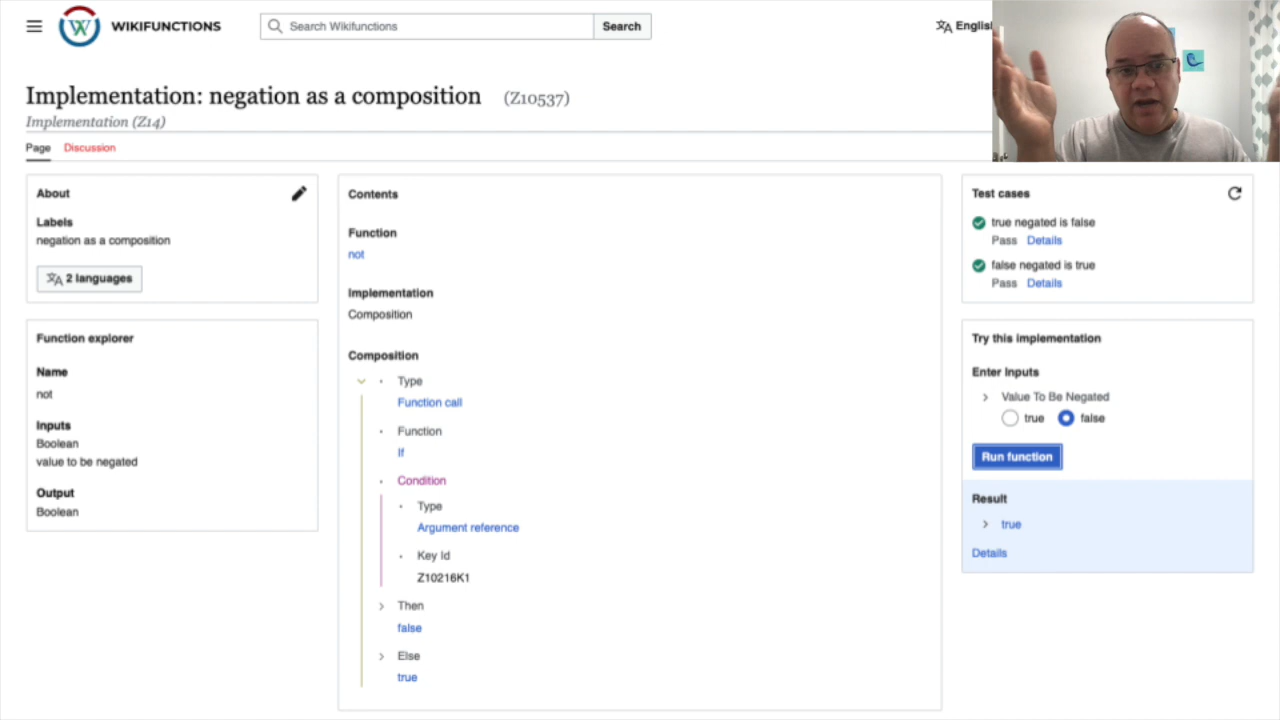 WIKIFUNCTIONS
Search Wikifunctions
Search
English
Implementation: negation as a composition (Z10537)
Implementation (Z14)
Page Discussion
About
Labels
negation as a composition
2 languages
Function explorer
Name
not
Inputs
Boolean
value to be negated
Output
Boolean
Contents
Function
not
Implementation
Composition
Composition
Type
Function call
Function
If
Condition
Type
Argument reference
Key Id
Z10216K1
Then
false
Else
true
Test cases
true negated is false
Pass Details
false negated is true
Pass Details
Try this implementation
Enter Inputs
Value To Be Negated
true false
Run function
Result
true
Details